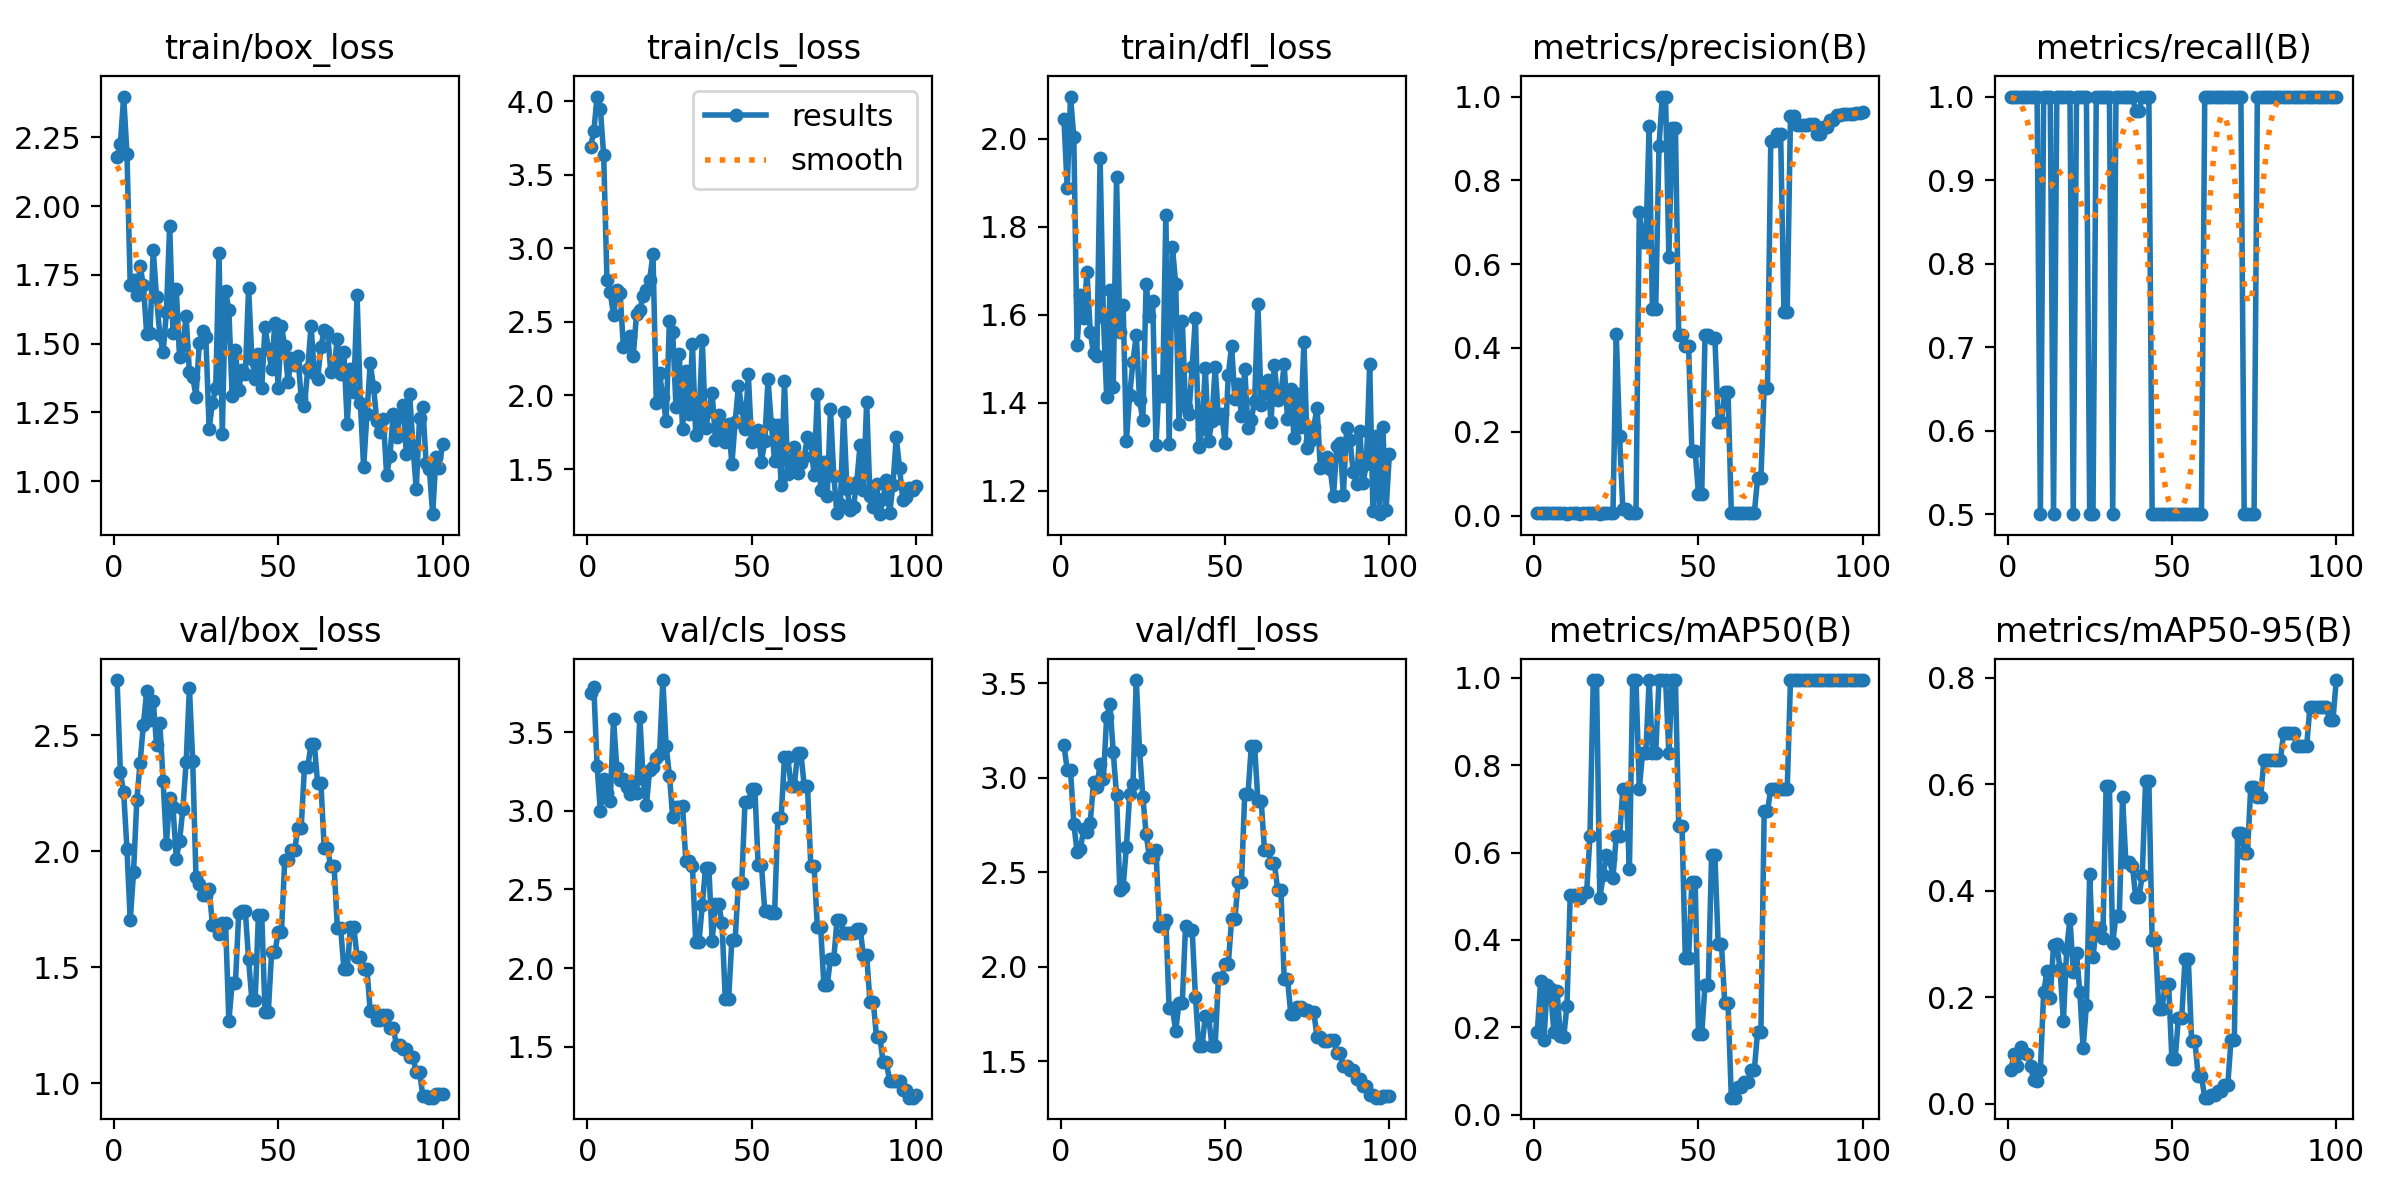 train/box_loss
2.25
2.00
1.75
1.50
1.25
1.00
0 50 100
train/cls_loss
results
smooth
4.0
3.5
3.0
2.5
2.0
1.5
0 50 100
train/dfl_loss
2.0
1.8
1.6
1.4
1.2
0 50 100
metrics/precision(B)
1.0
0.8
0.6
0.4
0.2
0.0
0 50 100
metrics/recall(B)
1.0
0.9
0.8
0.7
0.6
0.5
0 50 100
val/box_loss
2.5
2.0
1.5
1.0
0 50 100
val/cls_loss
3.5
3.0
2.5
2.0
1.5
0 50 100
val/dfl_loss
3.5
3.0
2.5
2.0
1.5
0 50 100
metrics/mAP50(B)
1.0
0.8
0.6
0.4
0.2
0.0
0 50 100
metrics/mAP50-95(B)
0.8
0.6
0.4
0.2
0.0
0 50 100